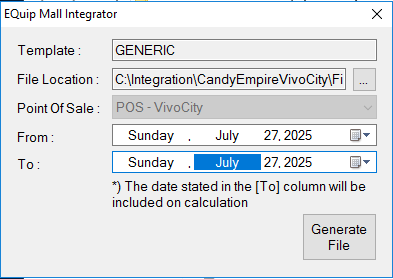 EQuip Mall Integrator
Template : GENERIC
File Location : C:\Integration\CandyEmpireVivoCity\Fi ...
Point Of Sale : POS - VivoCity
From : Sunday , July 27, 2025
To : Sunday , July 27, 2025
*) The date stated in the [To] column will be
included on calculation
Generate
File